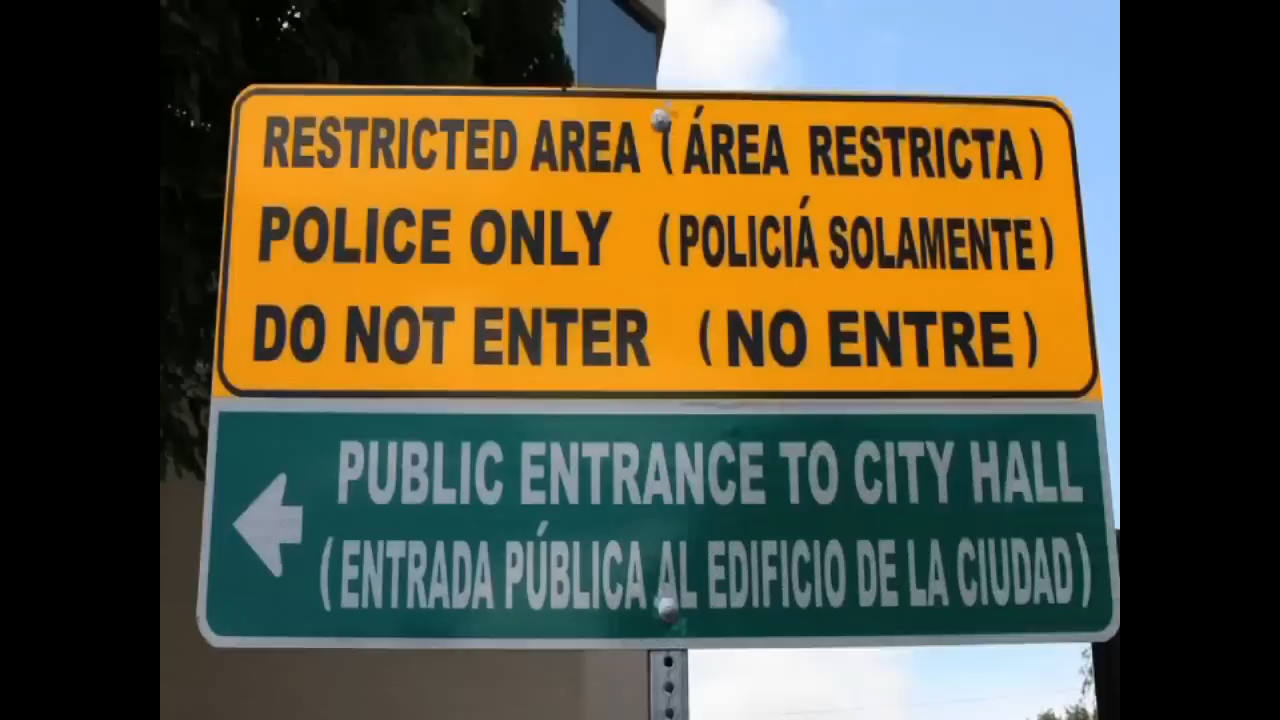 RESTRICTED AREA (ÁREA RESTRICTA)
POLICE ONLY (POLICIÁ SOLAMENTE)
DO NOT ENTER (NO ENTRE)
PUBLIC ENTRANCE TO CITY HALL
(ENTRADA PÚBLICA AL EDIFICIO DE LA CIUDAD)